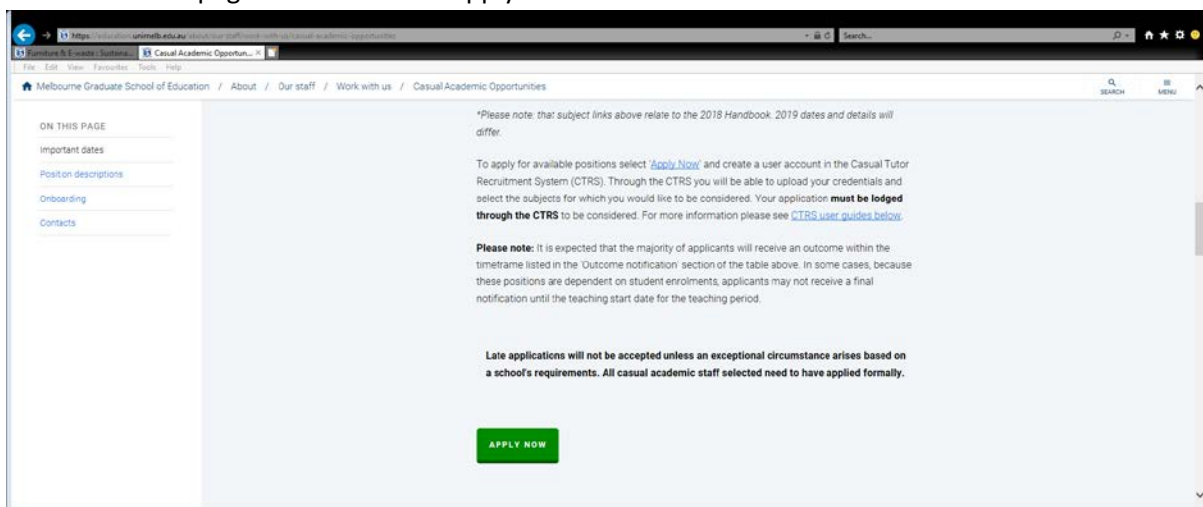 page
apply
https://education.unimelb.edu.au/about/our-staff/work-with-us/casual-academic-opportunities
Search...
Furniture & E-waste : Sustaina...
Casual Academic Opportun...
File Edit View Favourites Tools Help
Melbourne Graduate School of Education / About / Our staff / Work with us / Casual Academic Opportunities
SEARCH
MENU
ON THIS PAGE
Important dates
Position descriptions
Onboarding
Contacts
*Please note: that subject links above relate to the 2018 Handbook. 2019 dates and details will
differ.
To apply for available positions select 'Apply Now' and create a user account in the Casual Tutor
Recruitment System (CTRS). Through the CTRS you will be able to upload your credentials and
select the subjects for which you would like to be considered. Your application must be lodged
through the CTRS to be considered. For more information please see CTRS user guides below.
Please note: It is expected that the majority of applicants will receive an outcome within the
timeframe listed in the 'Outcome notification' section of the table above. In some cases, because
these positions are dependent on student enrolments, applicants may not receive a final
notification until the teaching start date for the teaching period.
Late applications will not be accepted unless an exceptional circumstance arises based on
a school's requirements. All casual academic staff selected need to have applied formally.
APPLY NOW